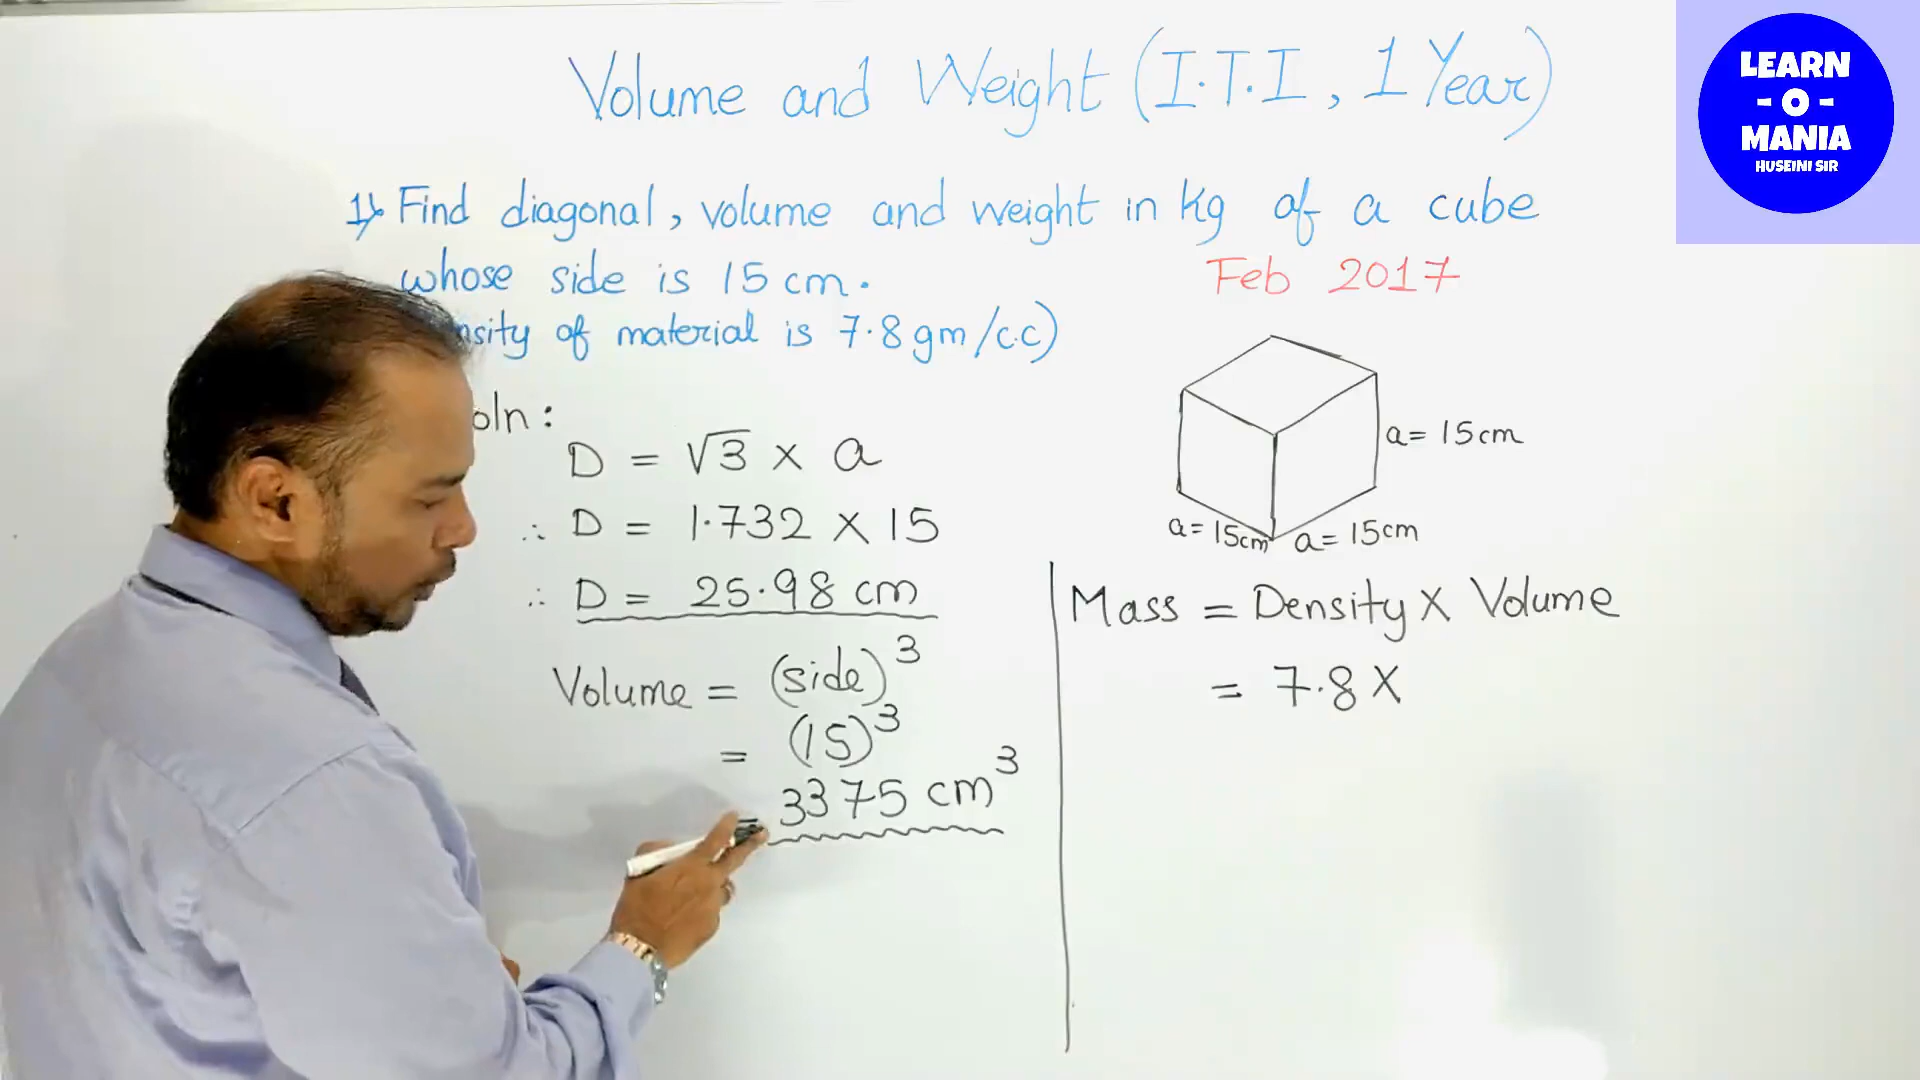 Volume and Weight (I.T.I, 1 Year)
LEARN
-O-
MANIA
HUSEINI SIR
1) Find diagonal, volume and weight in Kg of a cube
whose side is 15 cm.
Feb 2017
nsity of material is 7.8 gm/c.c)
oln:
D = √3 × a
∴ D = 1.732 × 15
∴ D = 25.98 cm
Volume = (side)³
= (15)³
= 3375 cm³
a = 15cm
a = 15cm
a = 15cm
Mass = Density × Volume
= 7.8 ×